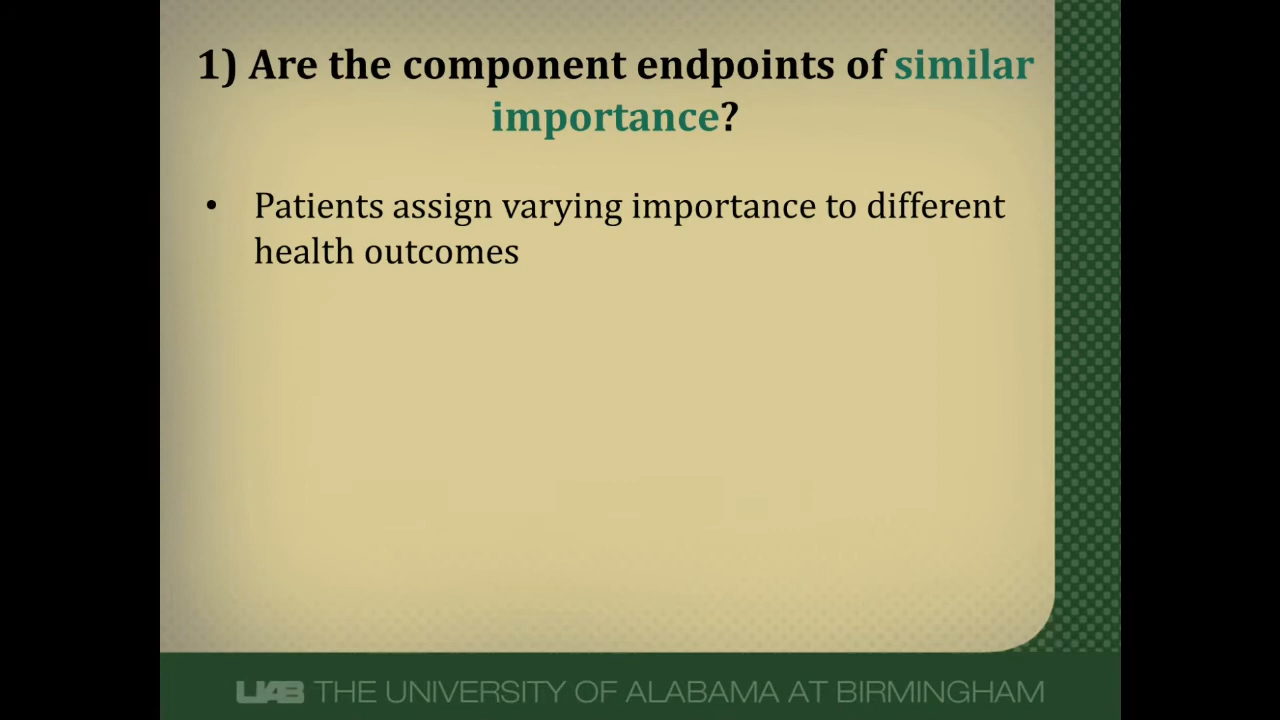 1) Are the component endpoints of similar
importance?
• Patients assign varying importance to different
health outcomes
UAB THE UNIVERSITY OF ALABAMA AT BIRMINGHAM